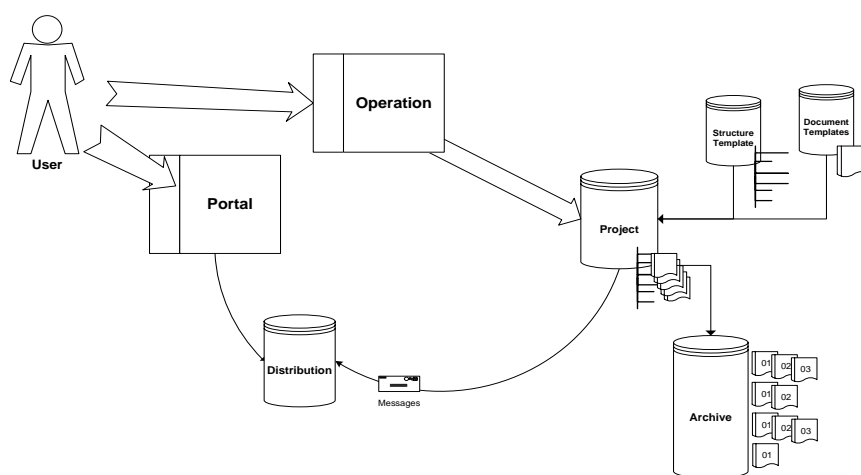 User
Operation
Portal
Structure
Template
Document
Templates
Project
Distribution
Messages
Archive
01
02
03
01
02
01
02
03
01